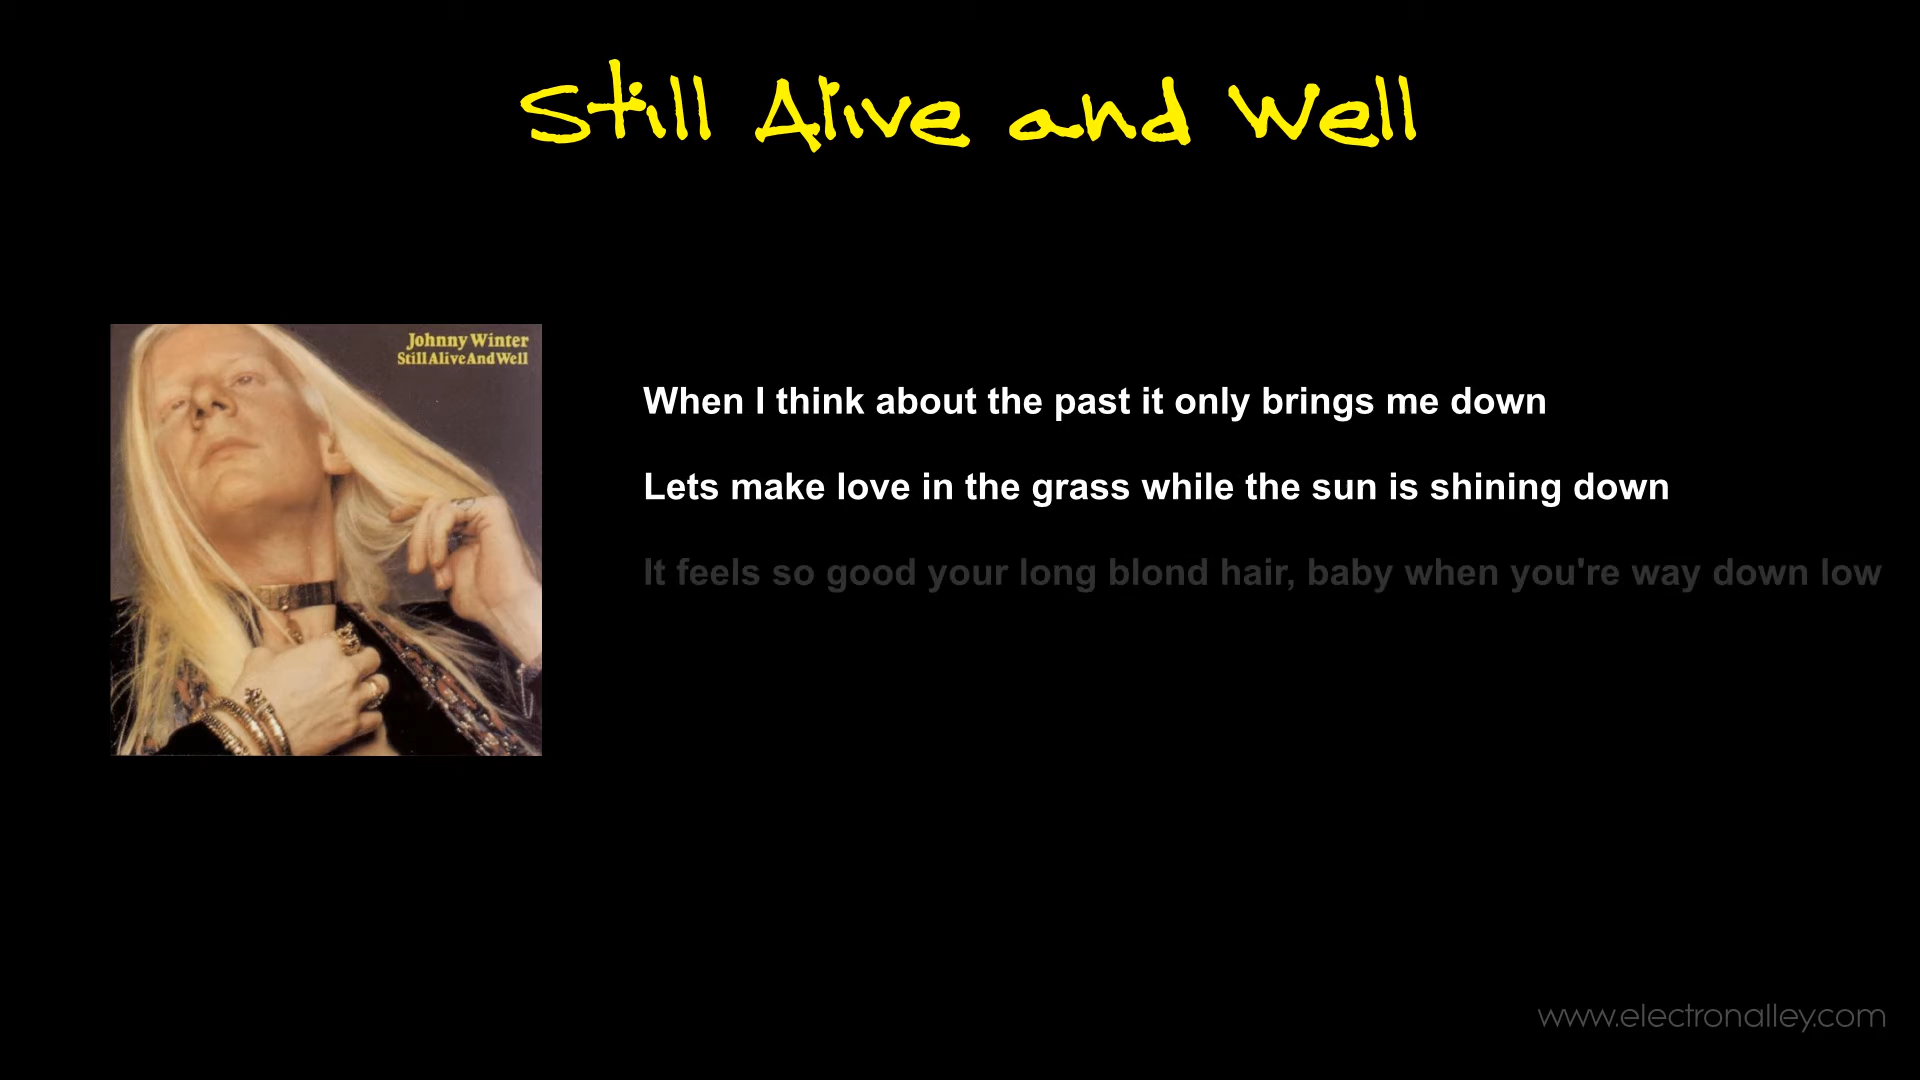 Still Alive and Well
Johnny Winter
Still Alive And Well
When I think about the past it only brings me down
Lets make love in the grass while the sun is shining down
It feels so good your long blond hair, baby when you're way down low
www.electronalley.com